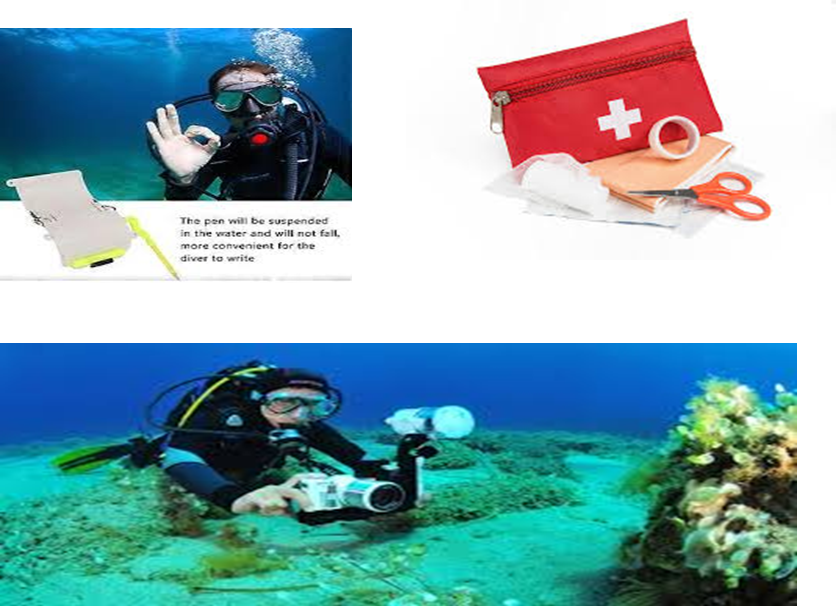 The pen will be suspended
in the water and will not fall,
more convenient for the
diver to write